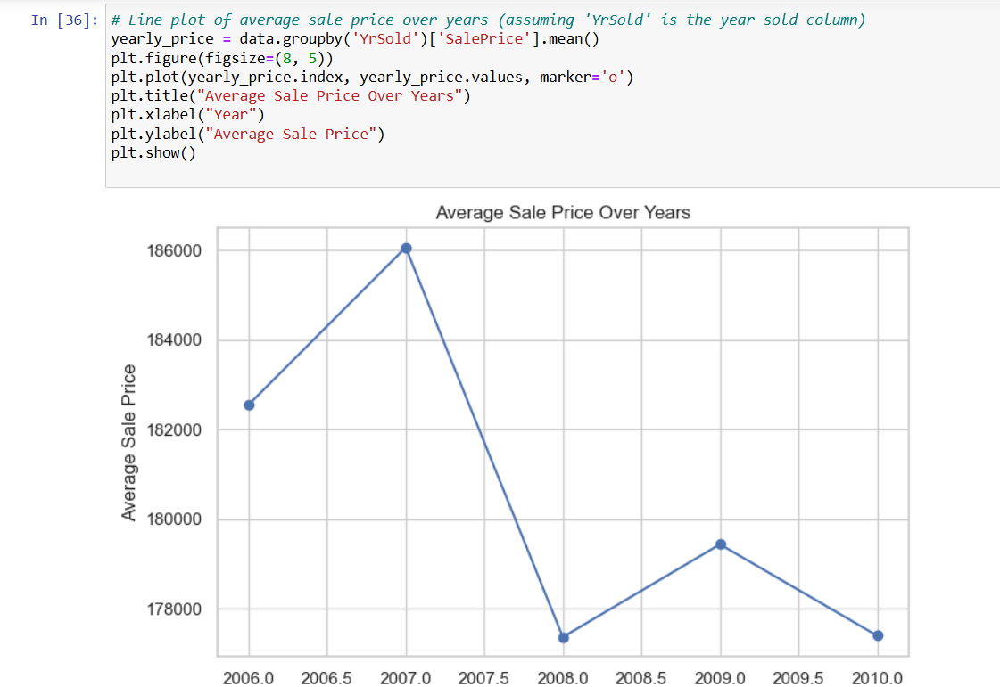 In [36]: # Line plot of average sale price over years (assuming 'YrSold' is the year sold column)
yearly_price = data.groupby('YrSold')['SalePrice'].mean()
plt.figure(figsize=(8, 5))
plt.plot(yearly_price.index, yearly_price.values, marker='o')
plt.title("Average Sale Price Over Years")
plt.xlabel("Year")
plt.ylabel("Average Sale Price")
plt.show()
Average Sale Price Over Years
186000
184000
182000
180000
178000
Average Sale Price
2006.0 2006.5 2007.0 2007.5 2008.0 2008.5 2009.0 2009.5 2010.0